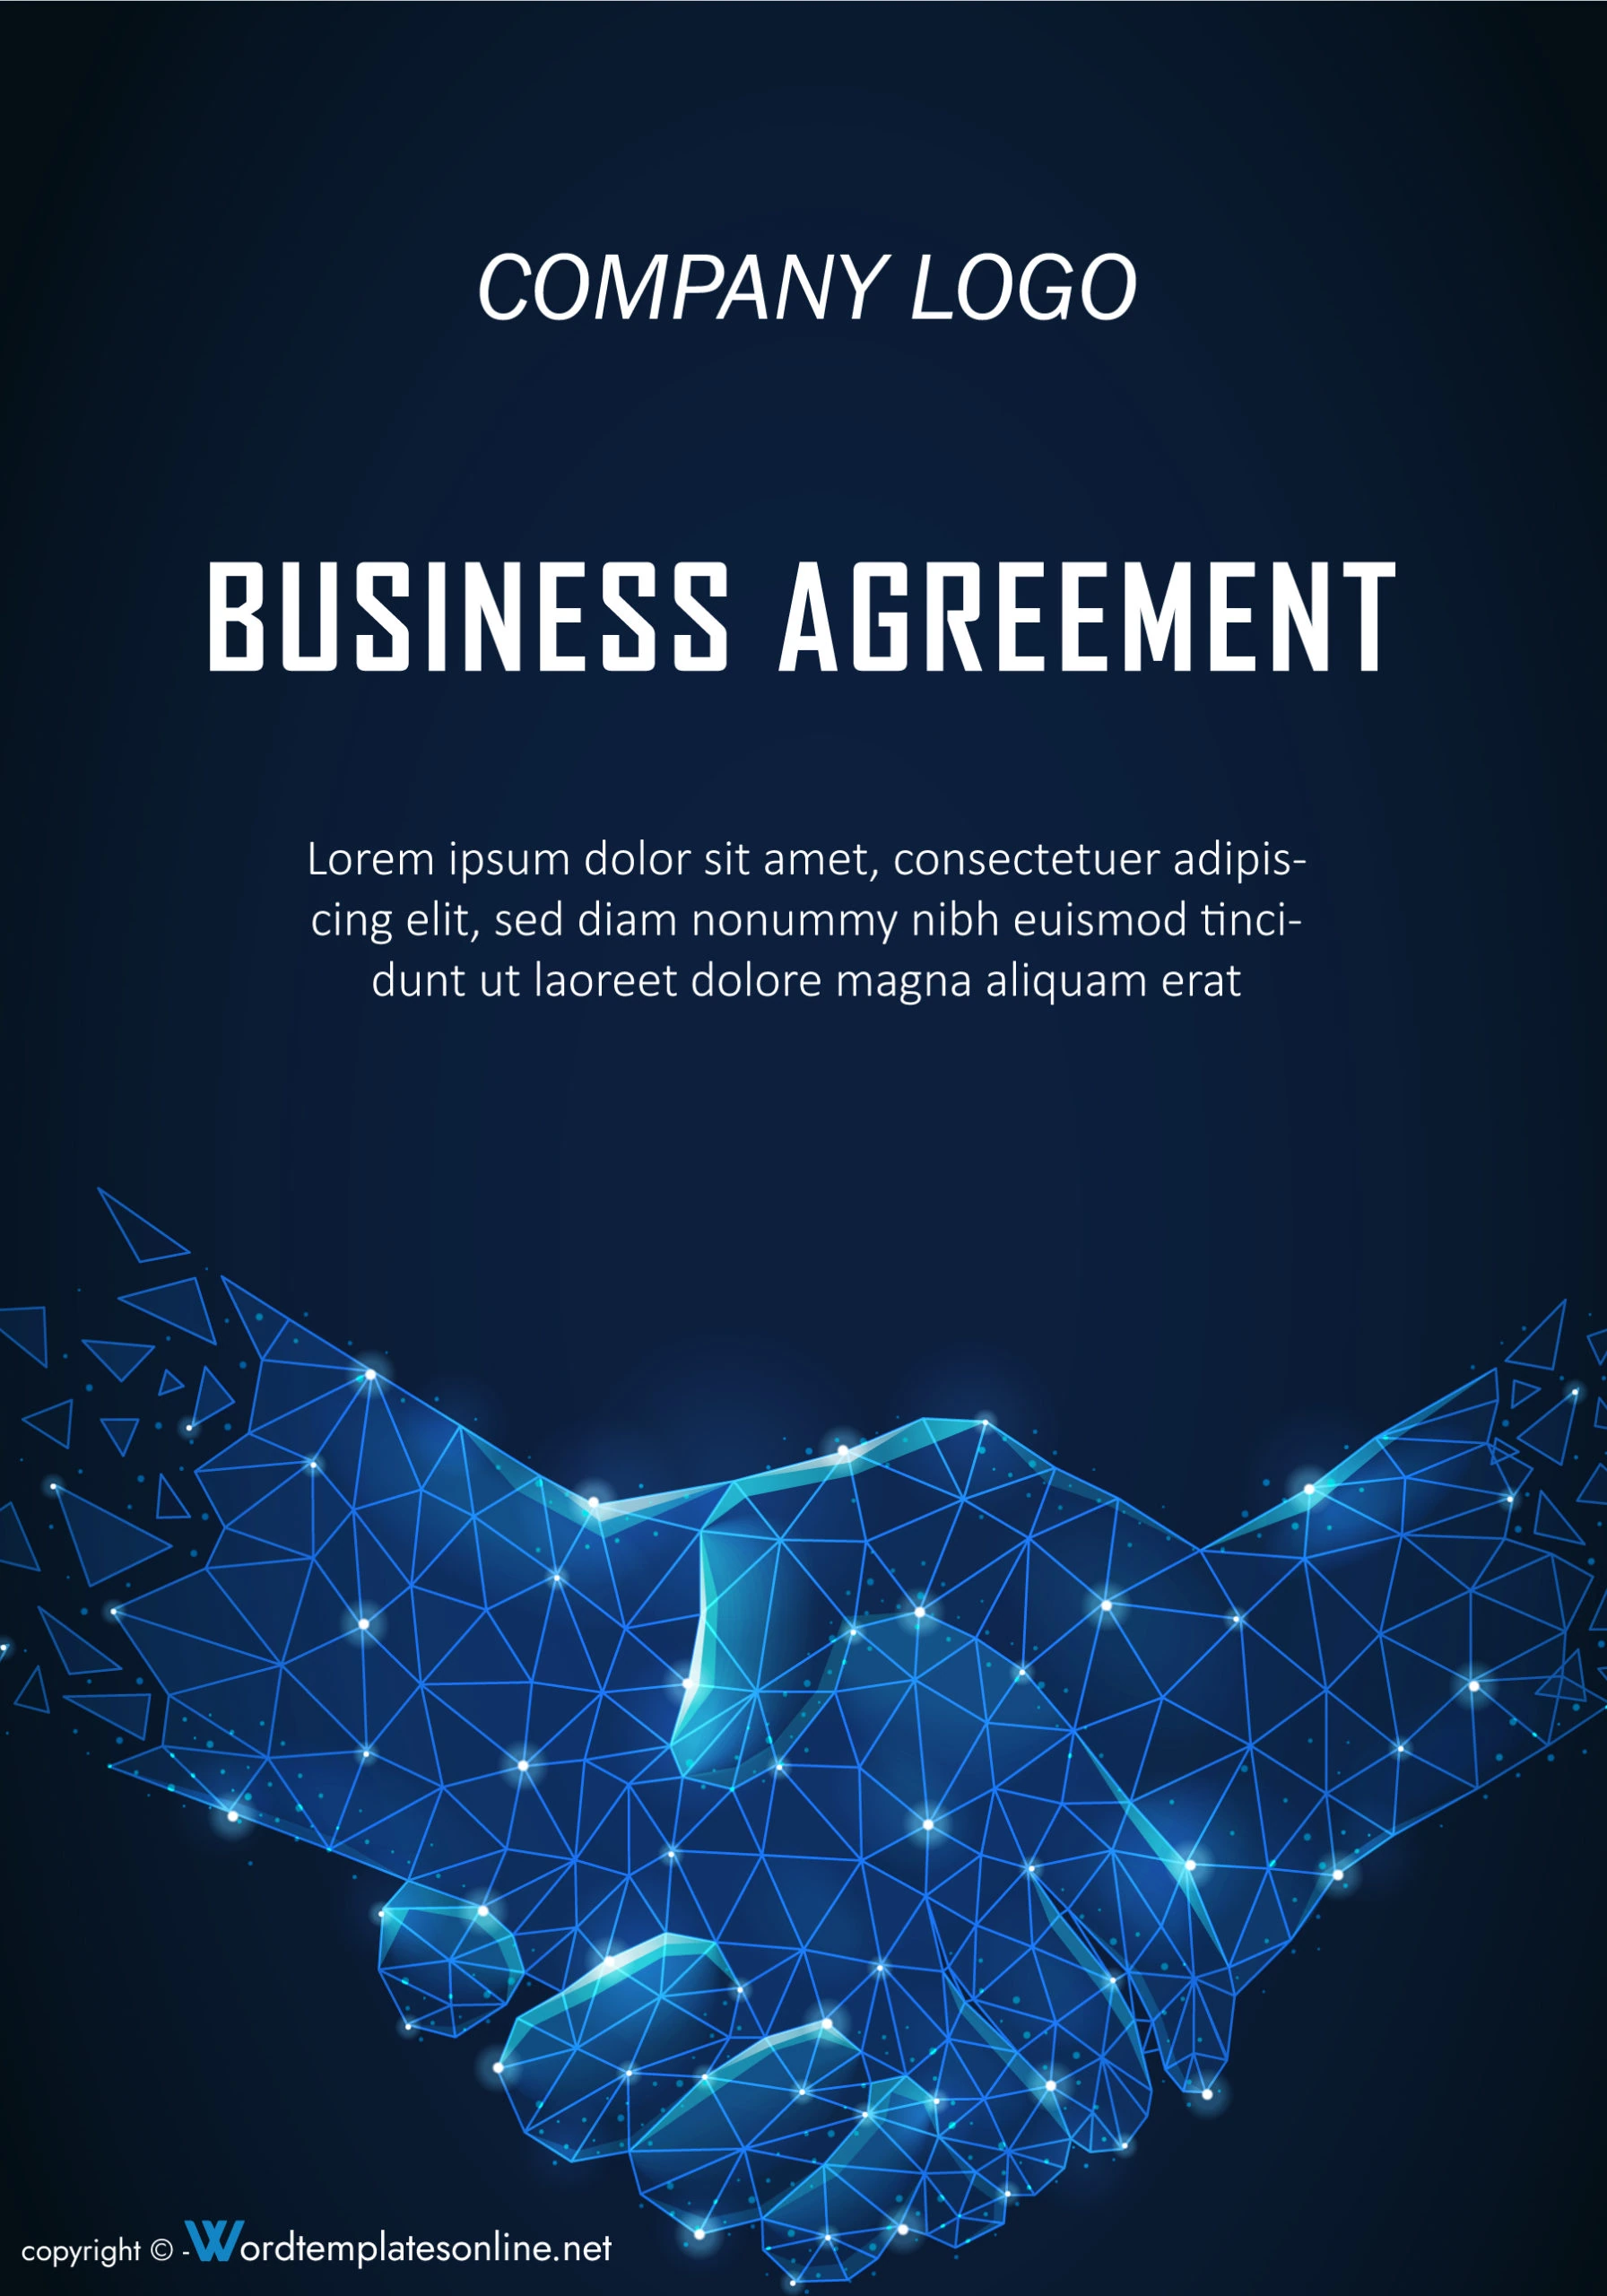 COMPANY LOGO
BUSINESS AGREEMENT
Lorem ipsum dolor sit amet, consectetuer adipis-
cing elit, sed diam nonummy nibh euismod tinci-
dunt ut laoreet dolore magna aliquam erat
copyright © - Wordtemplatesonline.net